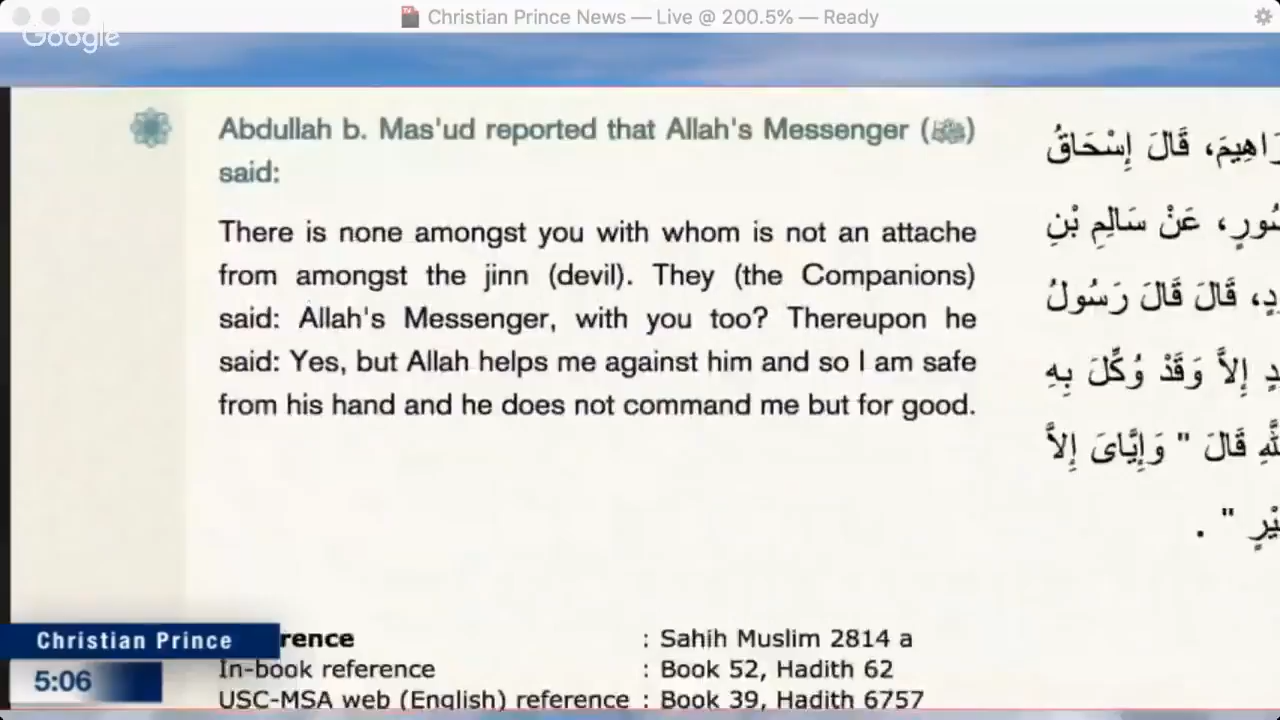 Christian Prince News — Live @ 200.5% — Ready
Google
Abdullah b. Mas'ud reported that Allah's Messenger (ﷺ)
said:
There is none amongst you with whom is not an attache
from amongst the jinn (devil). They (the Companions)
said: Allah's Messenger, with you too? Thereupon he
said: Yes, but Allah helps me against him and so I am safe
from his hand and he does not command me but for good.
قَالَ إِسْحَاقُ
عَنْ سَالِمِ بْنِ
قَالَ قَالَ رَسُولُ
إِلاَّ وَقَدْ وُكِّلَ بِهِ
قَالَ " وَإِيَّاىَ إِلاَّ
" .
rence : Sahih Muslim 2814 a
In-book reference : Book 52, Hadith 62
USC-MSA web (English) reference : Book 39, Hadith 6757
Christian Prince
5:06